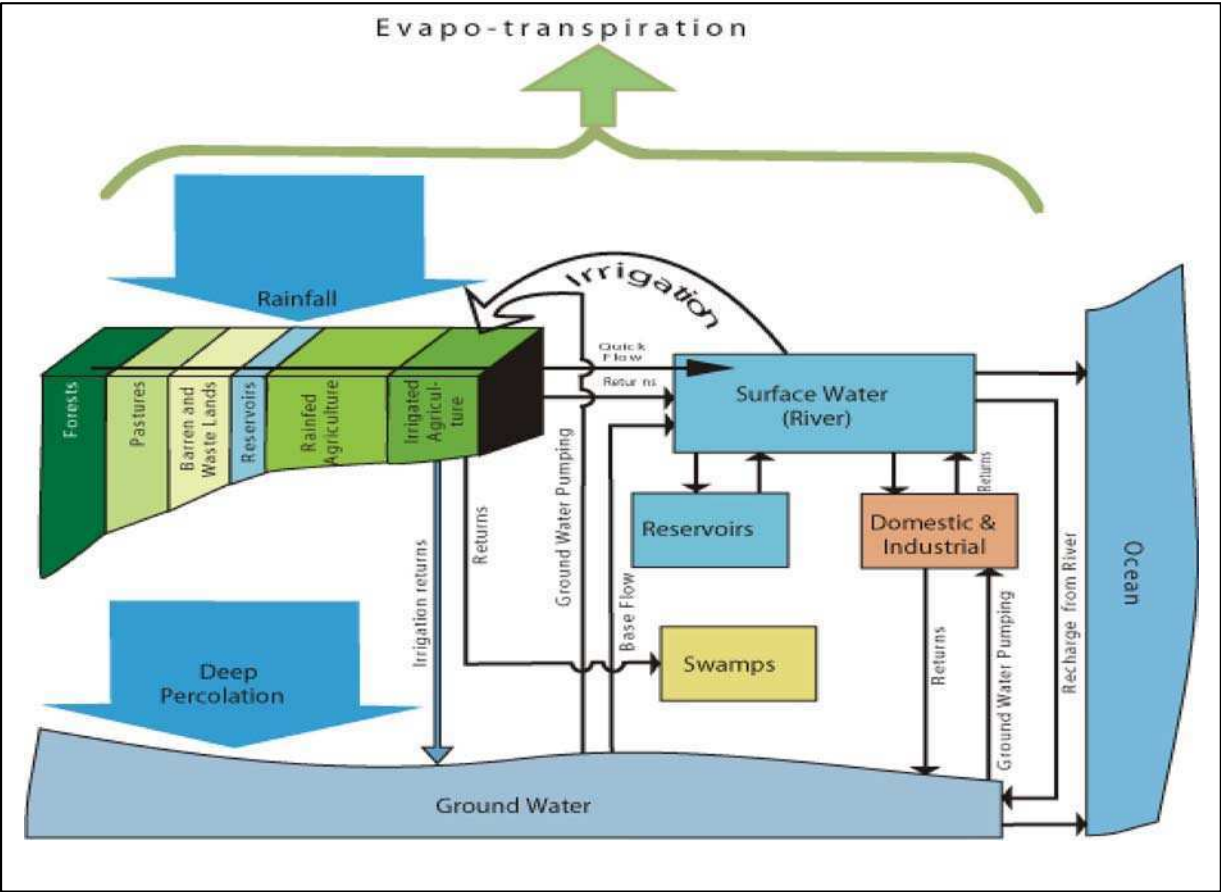 Evapo-transpiration
Rainfall
Irrigation
Quick
Flow
Returns
Surface Water
(River)
Forests
Pastures
Barren and
Waste Lands
Reservoirs
Rainfed
Agriculture
Irrigated
Agricul-
ture
Returns
Reservoirs
Domestic &
Industrial
Ocean
Irrigation returns
Returns
Ground Water Pumping
Base Flow
Swamps
Returns
Ground Water Pumping
Recharge from River
Deep
Percolation
Ground Water